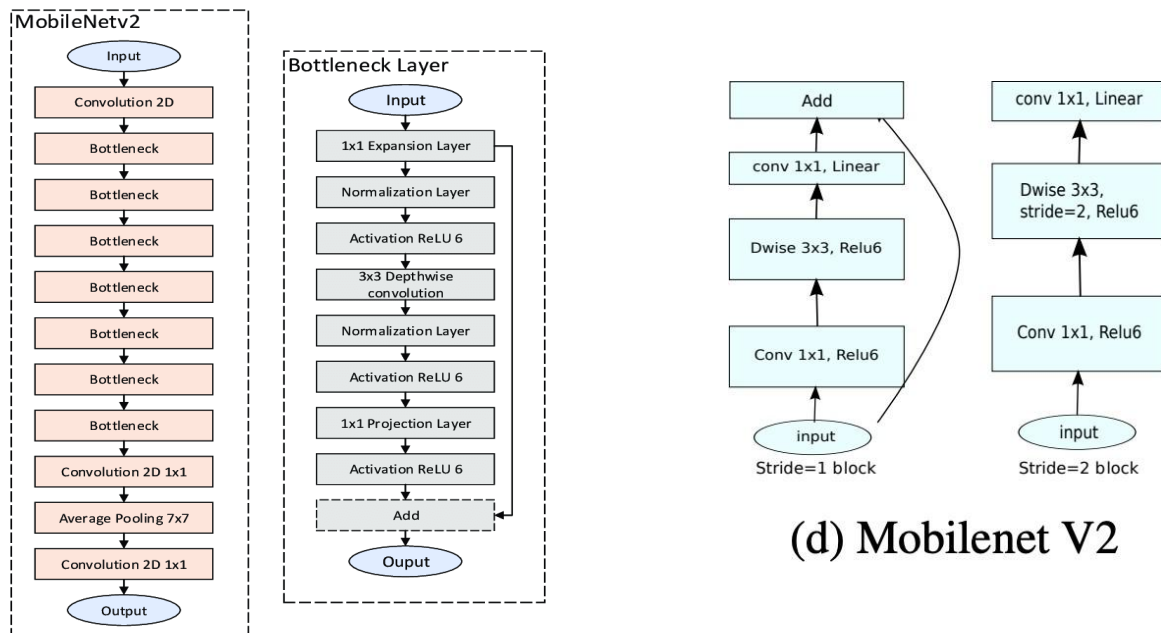 MobileNetv2
Input
Convolution 2D
Bottleneck
Bottleneck
Bottleneck
Bottleneck
Bottleneck
Bottleneck
Bottleneck
Convolution 2D 1x1
Average Pooling 7x7
Convolution 2D 1x1
Output
Bottleneck Layer
Input
1x1 Expansion Layer
Normalization Layer
Activation ReLU 6
3x3 Depthwise
convolution
Normalization Layer
Activation ReLU 6
1x1 Projection Layer
Activation ReLU 6
Add
Ouput
Add
conv 1x1, Linear
Dwise 3x3, Relu6
Conv 1x1, Relu6
input
Stride=1 block
conv 1x1, Linear
Dwise 3x3,
stride=2, Relu6
Conv 1x1, Relu6
input
Stride=2 block
(d) Mobilenet V2